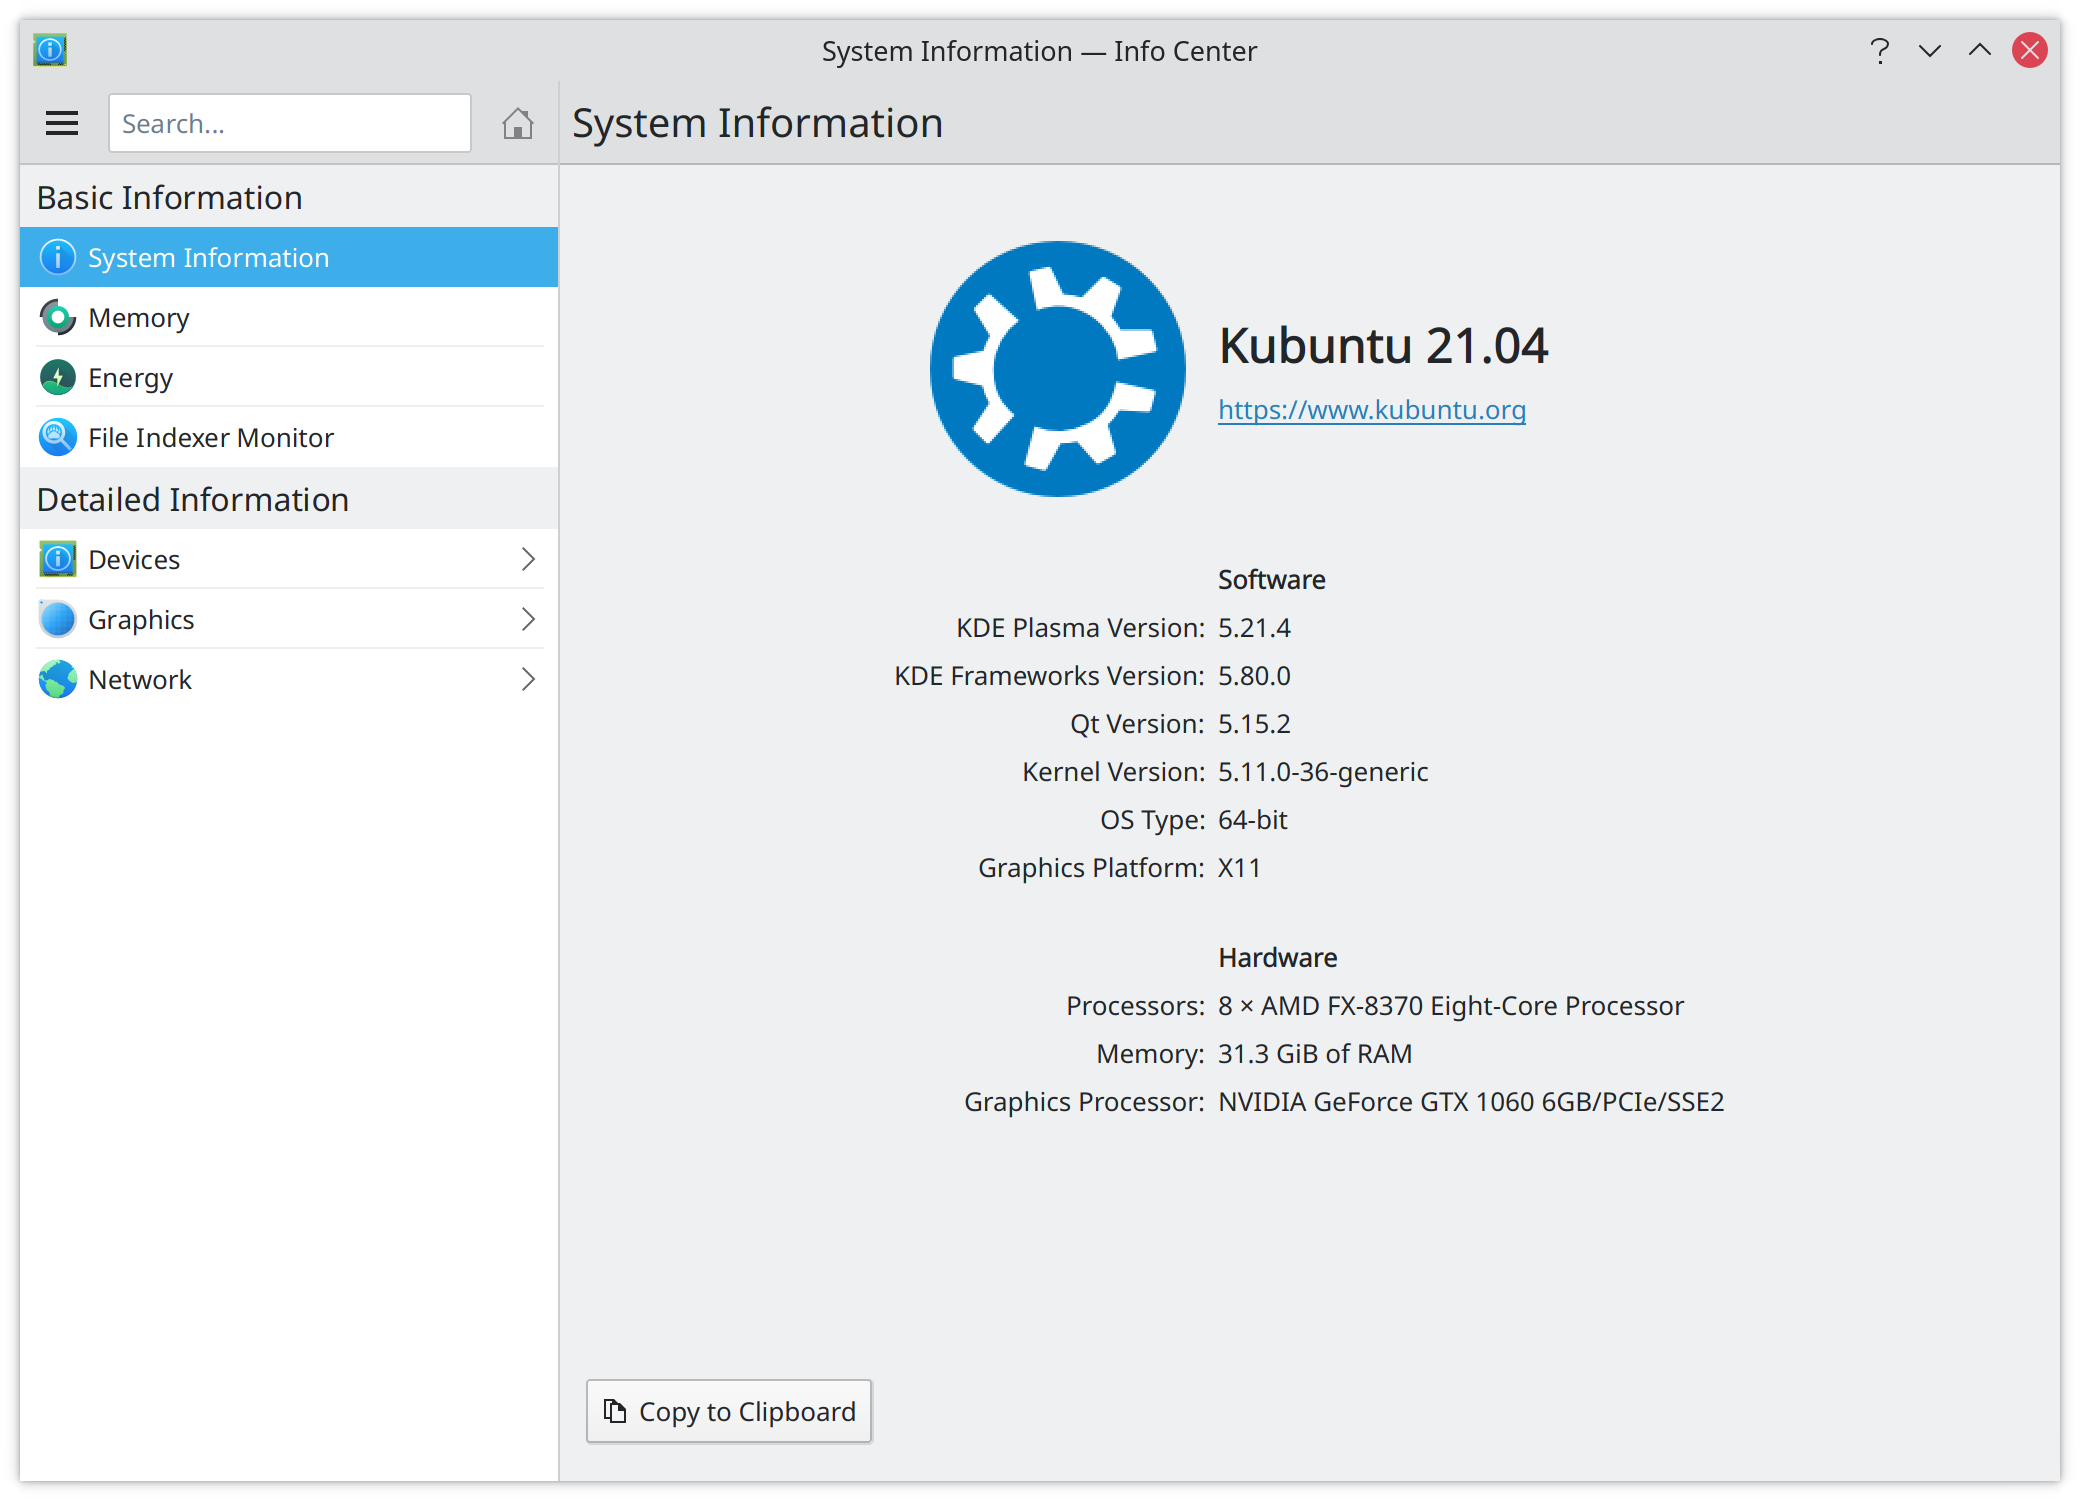 System Information — Info Center
Search...
System Information
Basic Information
System Information
Memory
Energy
File Indexer Monitor
Detailed Information
Devices
Graphics
Network
Kubuntu 21.04
https://www.kubuntu.org
Software
KDE Plasma Version: 5.21.4
KDE Frameworks Version: 5.80.0
Qt Version: 5.15.2
Kernel Version: 5.11.0-36-generic
OS Type: 64-bit
Graphics Platform: X11
Hardware
Processors: 8 × AMD FX-8370 Eight-Core Processor
Memory: 31.3 GiB of RAM
Graphics Processor: NVIDIA GeForce GTX 1060 6GB/PCIe/SSE2
Copy to Clipboard